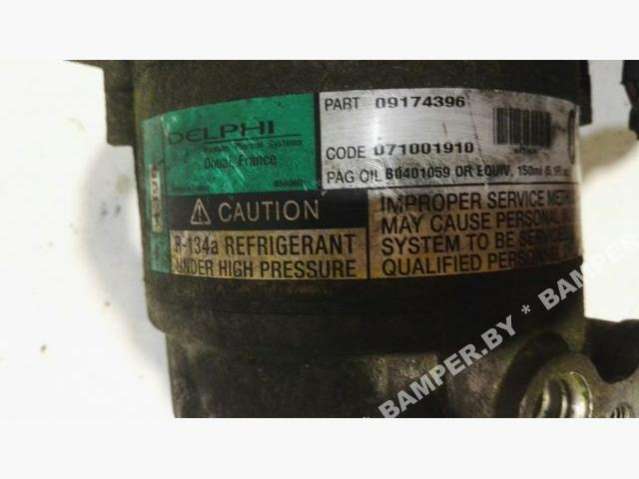 DELPHI
Douai, France
PART 09174396
CODE 071001910
PAG OIL 60401059 OR EQUIV, 150ml
CAUTION
R-134a REFRIGERANT
UNDER HIGH PRESSURE
IMPROPER SERVICE
MAY CAUSE PERSONAL
SYSTEM TO BE
QUALIFIED
BAMPER.BY * BAMPER.BY * BAMPER